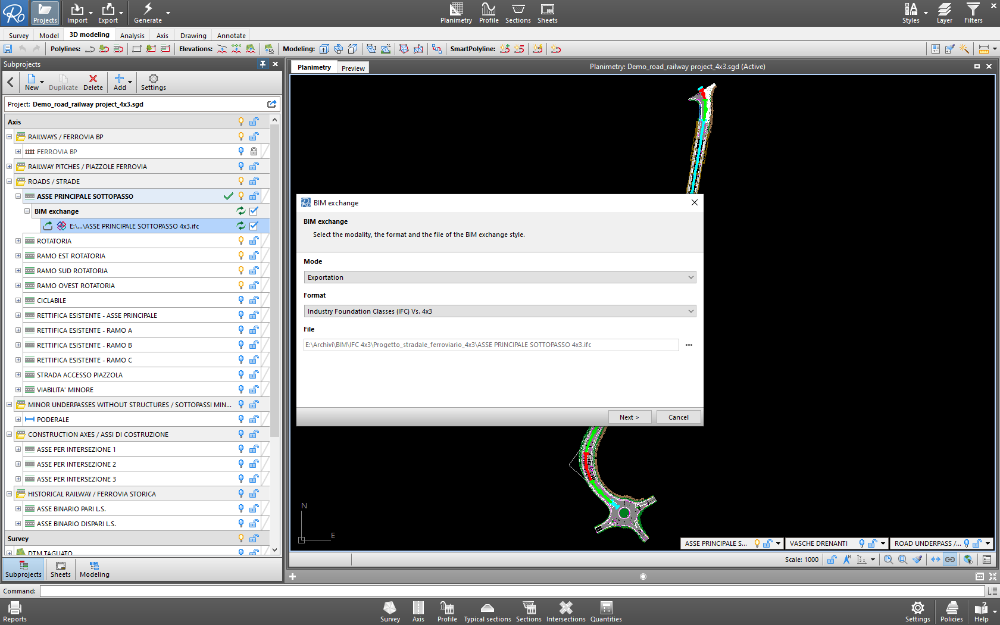 Ro
Projects
Import
Export
Generate
Planimetry
Profile
Sections
Sheets
Styles
Layer
Filters
Survey
Model
3D modeling
Analysis
Axis
Drawing
Annotate
Polylines:
Elevations:
Modeling:
SmartPolyline:
Subprojects
New
Duplicate
Delete
Add
Settings
Project: Demo_road_railway project_4x3.sgd
Axis
RAILWAYS / FERROVIA BP
FERROVIA BP
RAILWAY PITCHES / PIAZZOLE FERROVIA
ROADS / STRADE
ASSE PRINCIPALE SOTTOPASSO
BIM exchange
E:\...\ASSE PRINCIPALE SOTTOPASSO 4x3.ifc
ROTATORIA
RAMO EST ROTATORIA
RAMO SUD ROTATORIA
RAMO OVEST ROTATORIA
CICLABILE
RETTIFICA ESISTENTE - ASSE PRINCIPALE
RETTIFICA ESISTENTE - RAMO A
RETTIFICA ESISTENTE - RAMO B
RETTIFICA ESISTENTE - RAMO C
STRADA ACCESSO PIAZZOLA
VIABILITA' MINORE
MINOR UNDERPASSES WITHOUT STRUCTURES / SOTTOPASSI MIN...
PODERALE
CONSTRUCTION AXES / ASSI DI COSTRUZIONE
ASSE PER INTERSEZIONE 1
ASSE PER INTERSEZIONE 2
ASSE PER INTERSEZIONE 3
HISTORICAL RAILWAY / FERROVIA STORICA
ASSE BINARIO PARI L.S.
ASSE BINARIO DISPARI L.S.
Survey
DTM TAGLIATO
Subprojects
Sheets
BIM
Modeling
Planimetry
Preview
Planimetry: Demo_road_railway project_4x3.sgd (Active)
Ro BIM exchange
BIM exchange
Select the modality, the format and the file of the BIM exchange style.
Mode
Exportation
Format
Industry Foundation Classes (IFC) Vs. 4x3
File
E:\Archivi\BIM\IFC 4x3\Progetto_stradale_ferroviario_4x3\ASSE PRINCIPALE SOTTOPASSO 4x3.ifc
Next >
Cancel
N
E
ASSE PRINCIPALE S...
VASCHE DRENANTI
ROAD UNDERPASS /...
Scale: 1000
Command:
Reports
Survey
Axis
Profile
Typical sections
Sections
Intersections
Quantities
Settings
Policies
Help